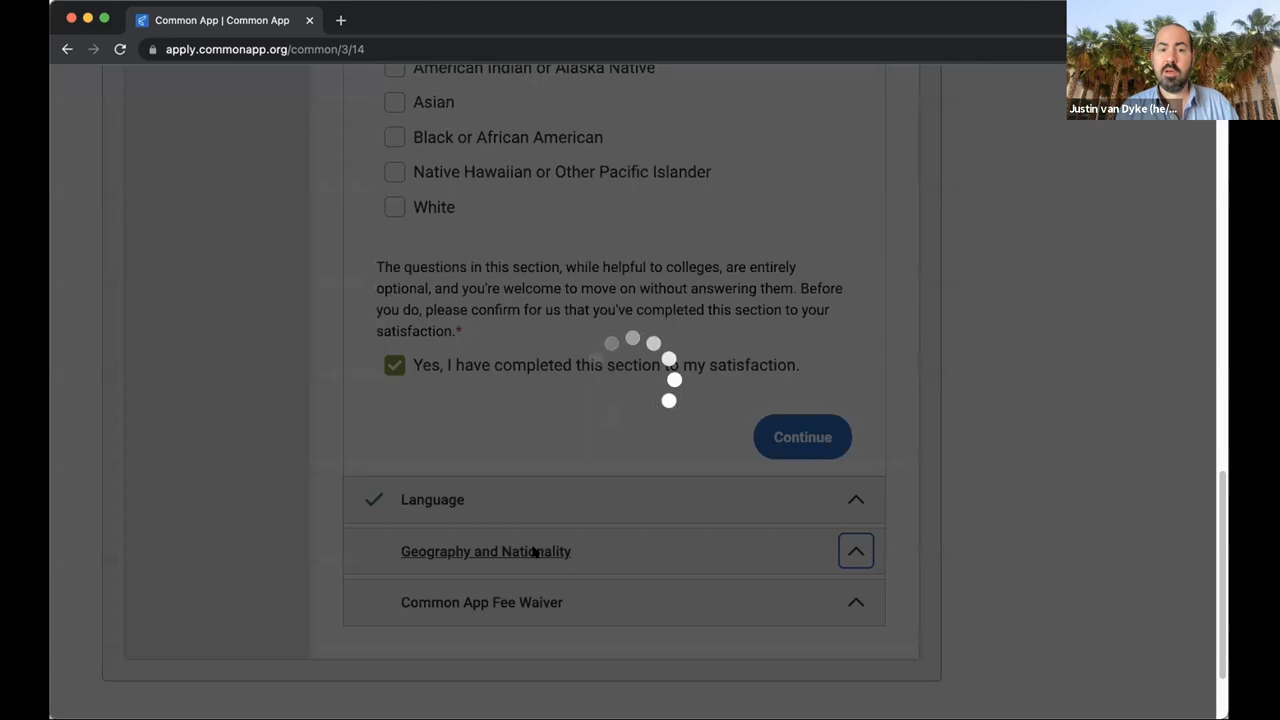 Common App | Common App
apply.commonapp.org/common/3/14
Justin van Dyke (he/...
American Indian or Alaska Native
Asian
Black or African American
Native Hawaiian or Other Pacific Islander
White
The questions in this section, while helpful to colleges, are entirely
optional, and you're welcome to move on without answering them. Before
you do, please confirm for us that you've completed this section to your
satisfaction.*
Yes, I have completed this section to my satisfaction.
Continue
Language
Geography and Nationality
Common App Fee Waiver